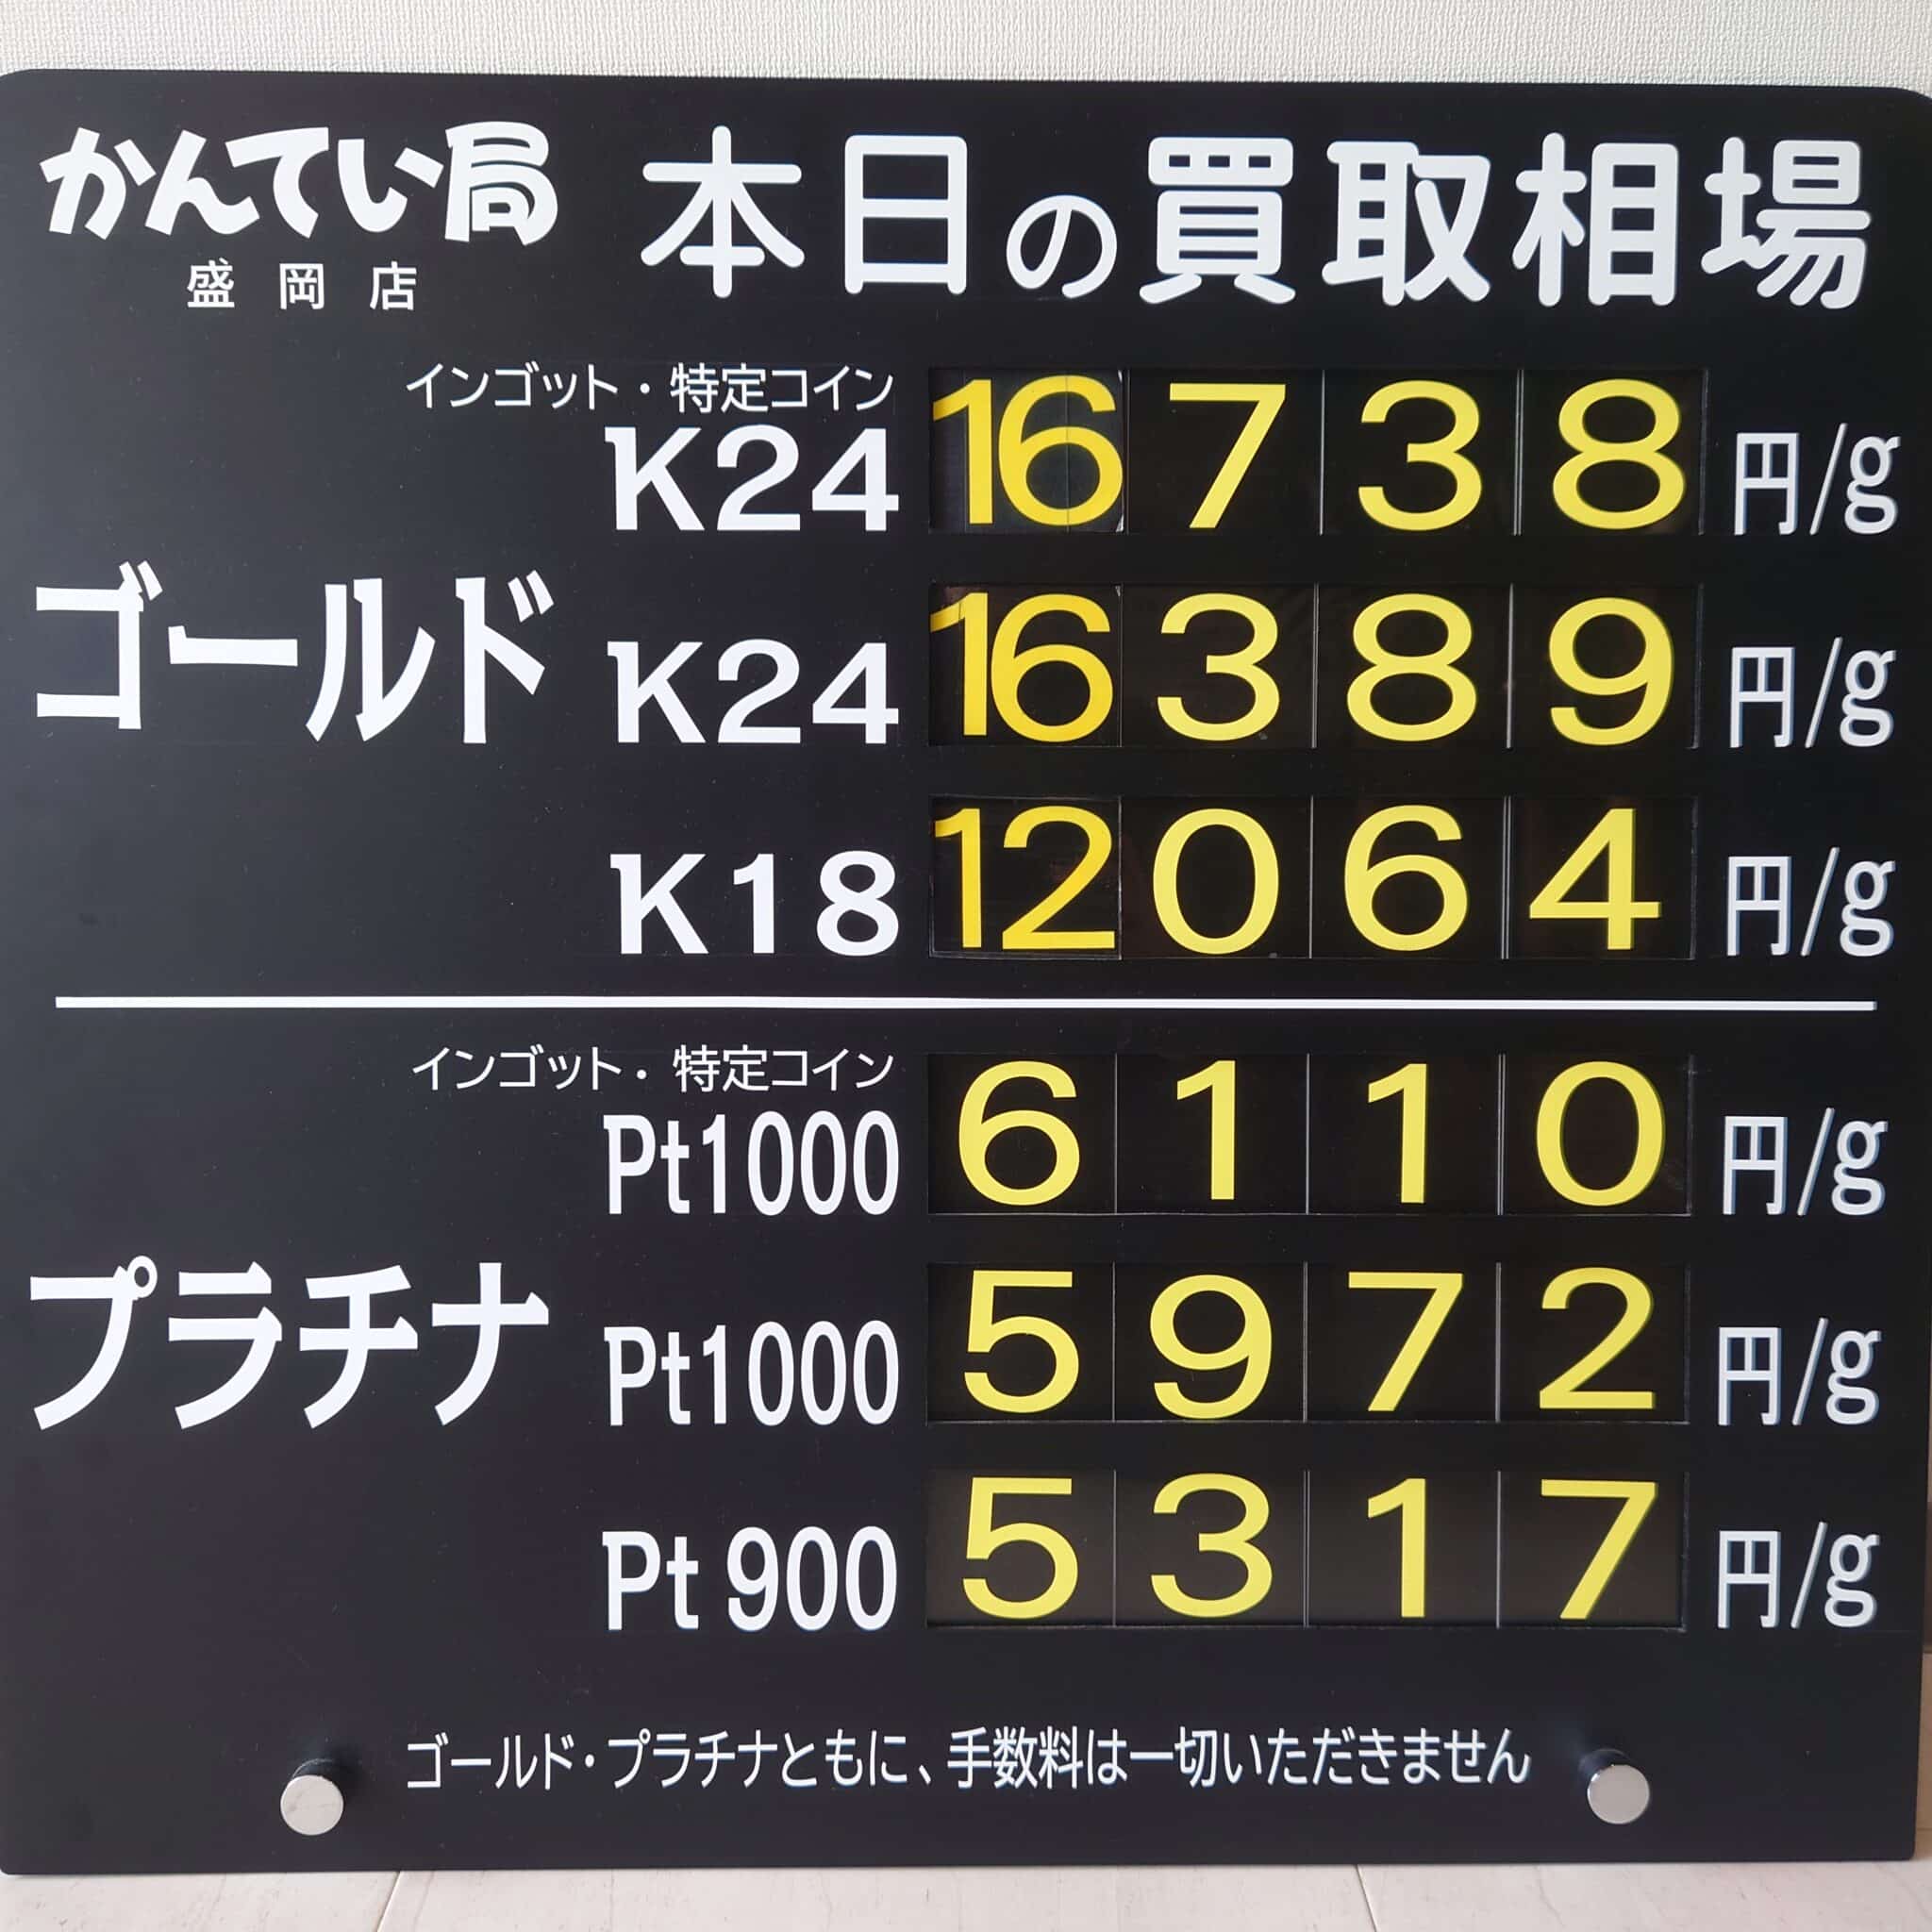 かんてい局 本日の買取相場
盛岡店
インゴット・特定コイン
K24 16738 円/g
ゴールド K24 16389 円/g
K18 12064 円/g
インゴット・特定コイン
Pt1000 6110 円/g
プラチナ Pt1000 5972 円/g
Pt900 5317 円/g
ゴールド・プラチナともに、手数料は一切いただきません